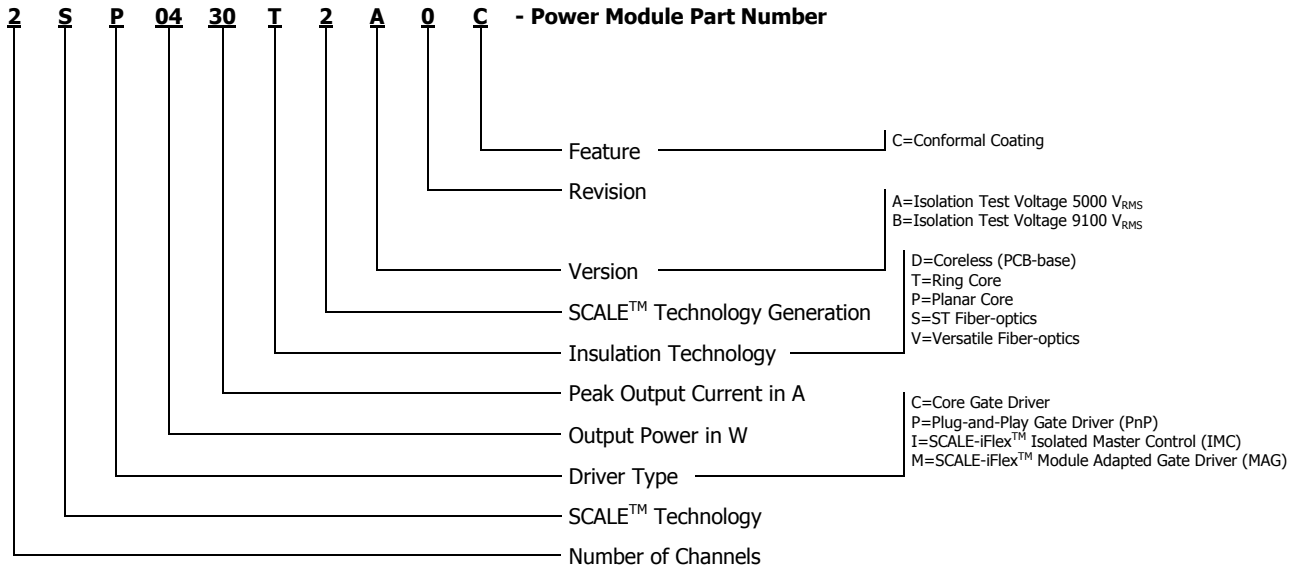 2 S P 04 30 T 2 A 0 C - Power Module Part Number
Feature
C=Conformal Coating
Revision
A=Isolation Test Voltage 5000 VRMS
B=Isolation Test Voltage 9100 VRMS
Version
D=Coreless (PCB-base)
T=Ring Core
P=Planar Core
S=ST Fiber-optics
V=Versatile Fiber-optics
SCALE™ Technology Generation
Insulation Technology
Peak Output Current in A
C=Core Gate Driver
P=Plug-and-Play Gate Driver (PnP)
I=SCALE-iFlex™ Isolated Master Control (IMC)
M=SCALE-iFlex™ Module Adapted Gate Driver (MAG)
Output Power in W
Driver Type
SCALE™ Technology
Number of Channels